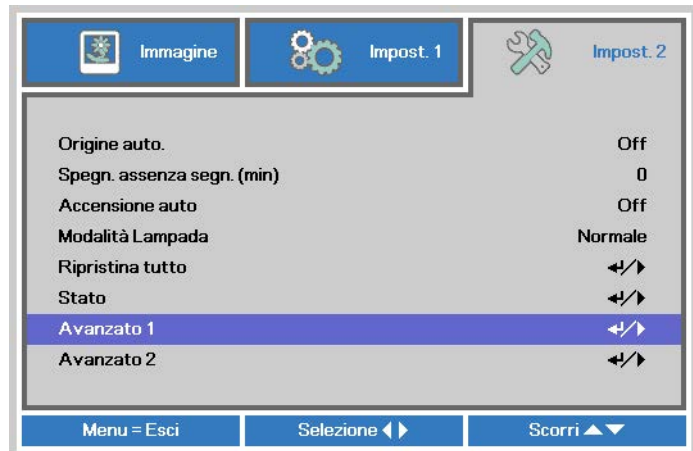 Immagine Impost. 1 Impost. 2
Origine auto. Off
Spegn. assenza segn. (min) 0
Accensione auto Off
Modalità Lampada Normale
Ripristina tutto
Stato
Avanzato 1
Avanzato 2
Menu = Esci Selezione Scorri